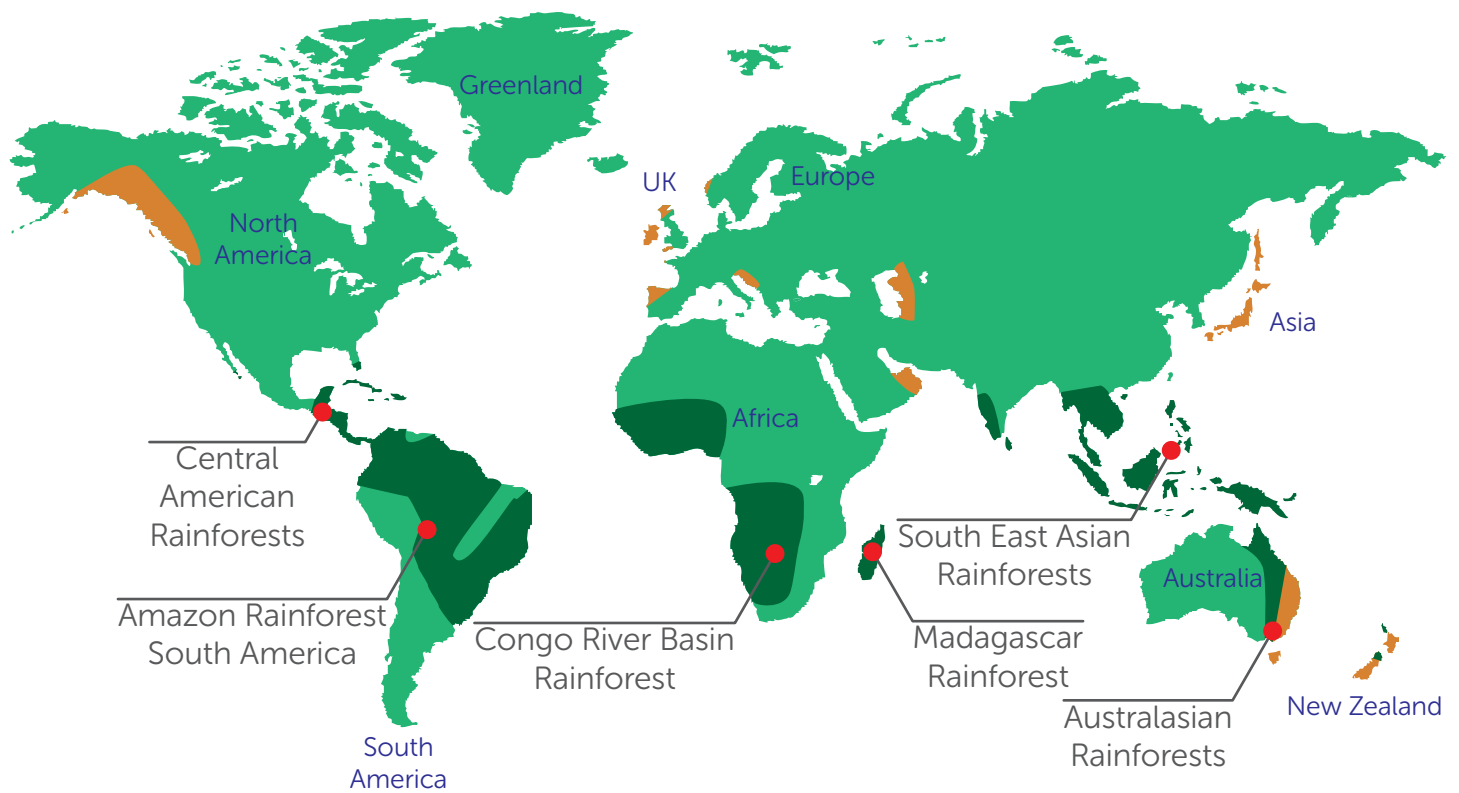 Greenland
UK
Europe
North
America
Asia
Africa
Central
American
Rainforests
South East Asian
Rainforests
Australia
Amazon Rainforest
South America
Congo River Basin
Rainforest
Madagascar
Rainforest
Australasian
Rainforests
New Zealand
South
America